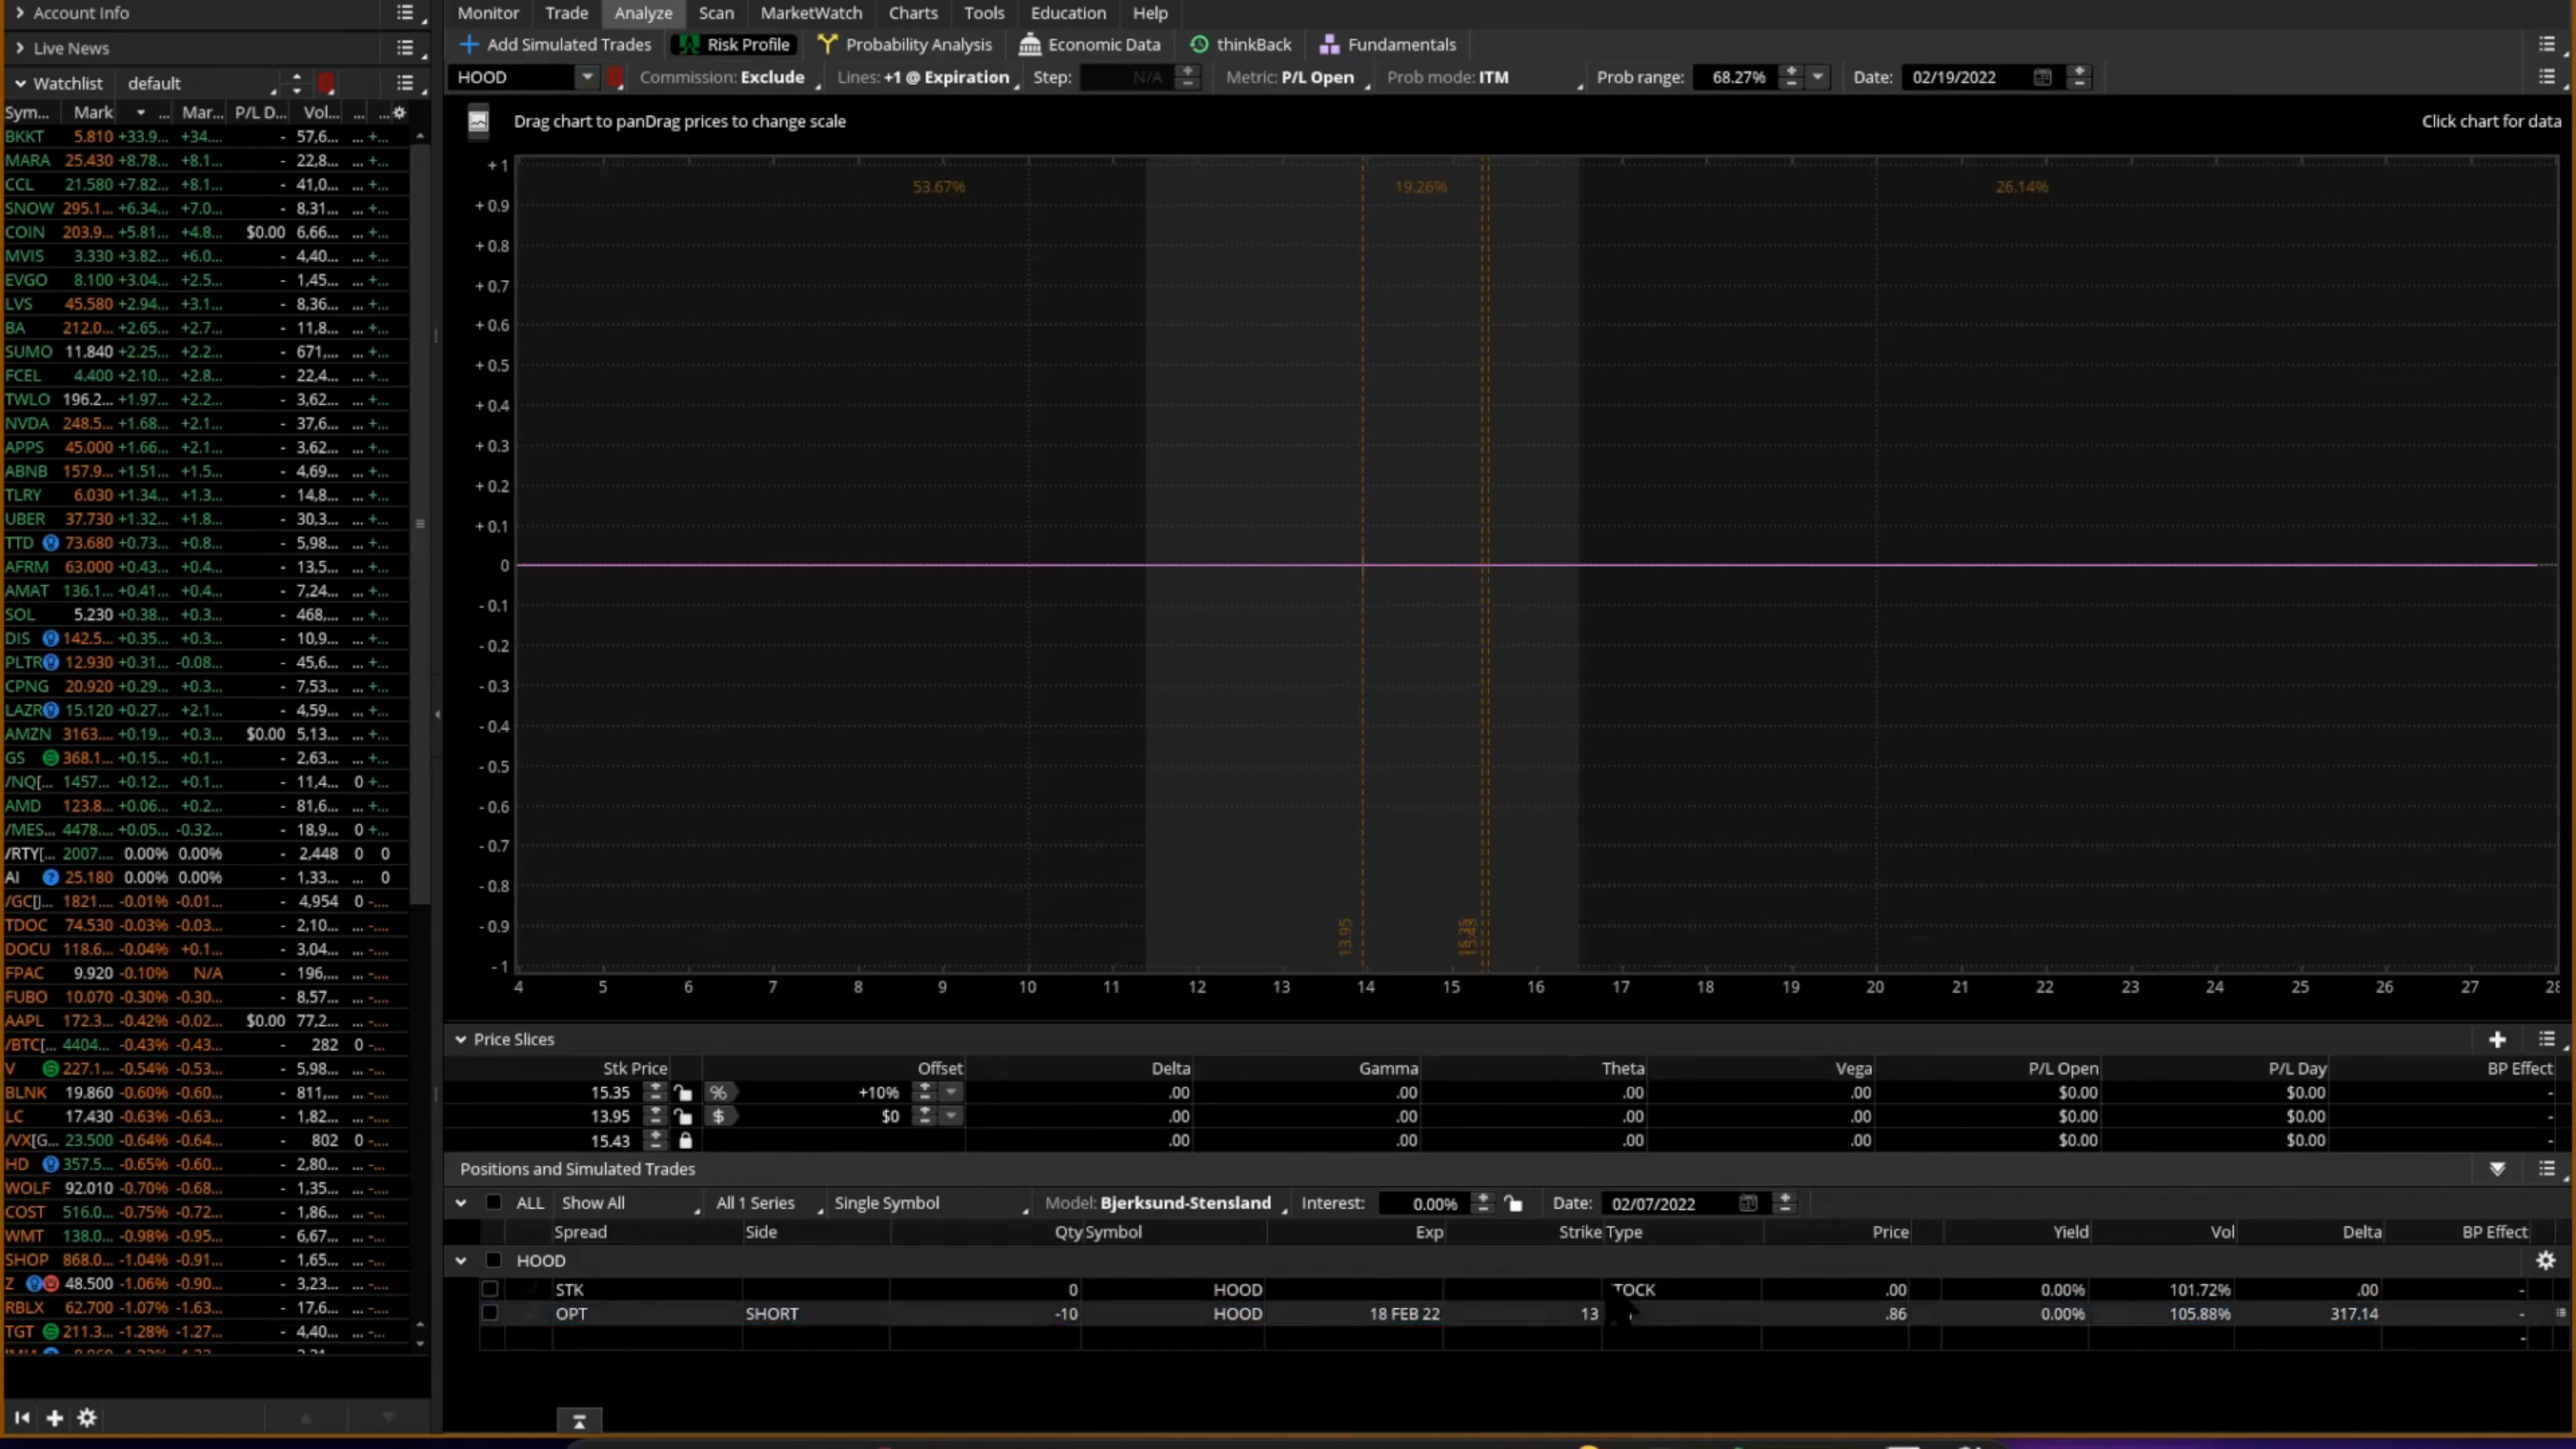 Account Info
Live News
Watchlist default
Sym... Mark ... Mar... P/L D... Vol... ... ...
BKKT 5.810 +33.9... +34.... - 57,6... ... +...
MARA 25.430 +8.78... +8.1... - 22,8... ... +...
CCL 21.580 +7.82... +8.1... - 41,0... ... +...
SNOW 295.1... +6.34... +7.0... - 8,31... ... +...
COIN 203.9... +5.81... +4.8... $0.00 6,66... ... +...
MVIS 3.330 +3.82... +6.0... - 4,40... ... +...
EVGO 8.100 +3.04... +2.5... - 1,45... ... +...
LVS 45.580 +2.94... +3.1... - 8,36... ... +...
BA 212.0... +2.65... +2.7... - 11,8... ... +...
SUMO 11.840 +2.25... +2.2... - 671,... ... +...
FCEL 4.400 +2.10... +2.8... - 22,4... ... +...
TWLO 196.2... +1.97... +2.2... - 3,62... ... +...
NVDA 248.5... +1.68... +2.1... - 37,6... ... +...
APPS 45.000 +1.66... +2.1... - 3,62... ... +...
ABNB 157.9... +1.51... +1.5... - 4,69... ... +...
TLRY 6.030 +1.34... +1.3... - 14,8... ... +...
UBER 37.730 +1.32... +1.8... - 30,3... ... +...
TTD 73.680 +0.73... +0.8... - 5,98... ... +...
AFRM 63.000 +0.43... +0.4... - 13,5... ... +...
AMAT 136.1... +0.41... +0.4... - 7,24... ... +...
SOL 5.230 +0.38... +0.3... - 468,... ... +...
DIS 142.5... +0.35... +0.3... - 10,9... ... +...
PLTR 12.930 +0.31... -0.08... - 45,6... ... +...
CPNG 20.920 +0.29... +0.3... - 7,53... ... +...
LAZR 15.120 +0.27... +2.1... - 4,59... ... +...
AMZN 3163.... +0.19... +0.3... $0.00 5,13... ... +...
GS 368.1... +0.15... +0.1... - 2,63... ... +...
/NQ[... 1457... +0.12... +0.1... - 11,4... 0 +...
AMD 123.8... +0.06... +0.2... - 81,6... ... +...
/MES... 4478.... +0.05... -0.32... - 18,9... 0 +...
/RTY[... 2007.... 0.00% 0.00% - 2,448 0 0
AI 25.180 0.00% 0.00% - 1,33... ... 0
/GC[J... 1821.... -0.01% -0.01... - 4,954 0 -....
TDOC 74.530 -0.03% -0.03... - 2,10... ... -....
DOCU 118.6... -0.04% +0.1... - 3,04... ... -....
FPAC 9.920 -0.10% N/A - 196,... ... -....
FUBO 10.070 -0.30% -0.30... - 8,57... ... -....
AAPL 172.3... -0.42% -0.02... $0.00 77,2... ... -....
/BTC[... 4404... -0.43% -0.43... - 282 0 -....
V 227.1... -0.54% -0.53... - 5,98... ... -....
BLNK 19.860 -0.60% -0.60... - 811,... ... -....
LC 17.430 -0.63% -0.63... - 1,82... ... -....
/VX[G... 23.500 -0.64% -0.64... - 802 0 -....
HD 357.5... -0.65% -0.60... - 2,80... ... -....
WOLF 92.010 -0.70% -0.68... - 1,35... ... -....
COST 516.0... -0.75% -0.72... - 1,86... ... -....
WMT 138.0... -0.98% -0.95... - 6,67... ... -....
SHOP 868.0... -1.04% -0.91... - 1,65... ... -....
Z 48.500 -1.06% -0.90... - 3,23... ... -....
RBLX 62.700 -1.07% -1.63... - 17,6... ... -....
TGT 211.3... -1.28% -1.27... - 4,40... ... -....
Monitor Trade Analyze Scan MarketWatch Charts Tools Education Help
Add Simulated Trades Risk Profile Probability Analysis Economic Data thinkBack Fundamentals
HOOD Commission: Exclude Lines: +1 @ Expiration Step: N/A Metric: P/L Open Prob mode: ITM Prob range: 68.27% Date: 02/19/2022
Drag chart to panDrag prices to change scale Click chart for data
53.67% 19.26% 26.14%
+ 1
+ 0.9
+ 0.8
+ 0.7
+ 0.6
+ 0.5
+ 0.4
+ 0.3
+ 0.2
+ 0.1
0
- 0.1
- 0.2
- 0.3
- 0.4
- 0.5
- 0.6
- 0.7
- 0.8
- 0.9
- 1
13.95
4 5 6 7 8 9 10 11 12 13 14 15 16 17 18 19 20 21 22 23 24 25 26 27 28
Price Slices
Stk Price Offset Delta Gamma Theta Vega P/L Open P/L Day BP Effect
15.35 % +10% .00 .00 .00 .00 $0.00 $0.00 -
13.95 $ $0 .00 .00 .00 .00 $0.00 $0.00 -
15.43 .00 .00 .00 .00 $0.00 $0.00 -
Positions and Simulated Trades
ALL Show All All 1 Series Single Symbol Model: Bjerksund-Stensland Interest: 0.00% Date: 02/07/2022
Spread Side Qty Symbol Exp Strike Type Price Yield Vol Delta BP Effect
HOOD
STK 0 HOOD TOCK .00 0.00% 101.72% .00 -
OPT SHORT -10 HOOD 18 FEB 22 13 .86 0.00% 105.88% 317.14 -
-